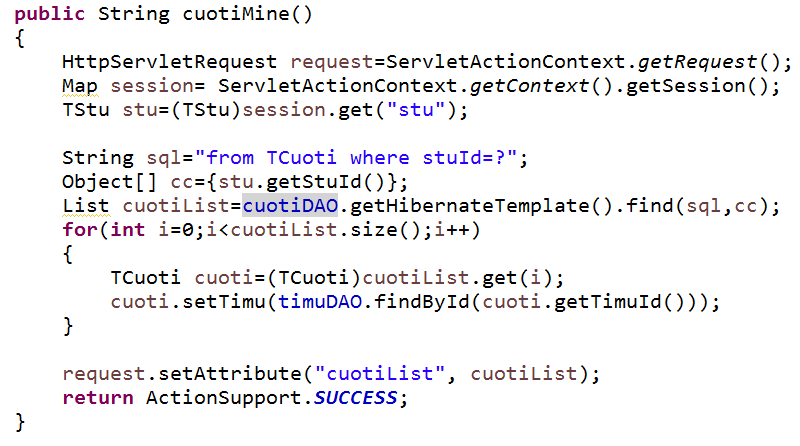 public String cuotiMine()
{
HttpServletRequest request=ServletActionContext.getRequest();
Map session= ServletActionContext.getContext().getSession();
TStu stu=(TStu)session.get("stu");
String sql="from TCuoti where stuId=?";
Object[] cc={stu.getStuId()};
List cuotiList=cuotiDAO.getHibernateTemplate().find(sql,cc);
for(int i=0;i<cuotiList.size();i++)
{
TCuoti cuoti=(TCuoti)cuotiList.get(i);
cuoti.setTimu(timuDAO.findById(cuoti.getTimuId()));
}
request.setAttribute("cuotiList", cuotiList);
return ActionSupport.SUCCESS;
}